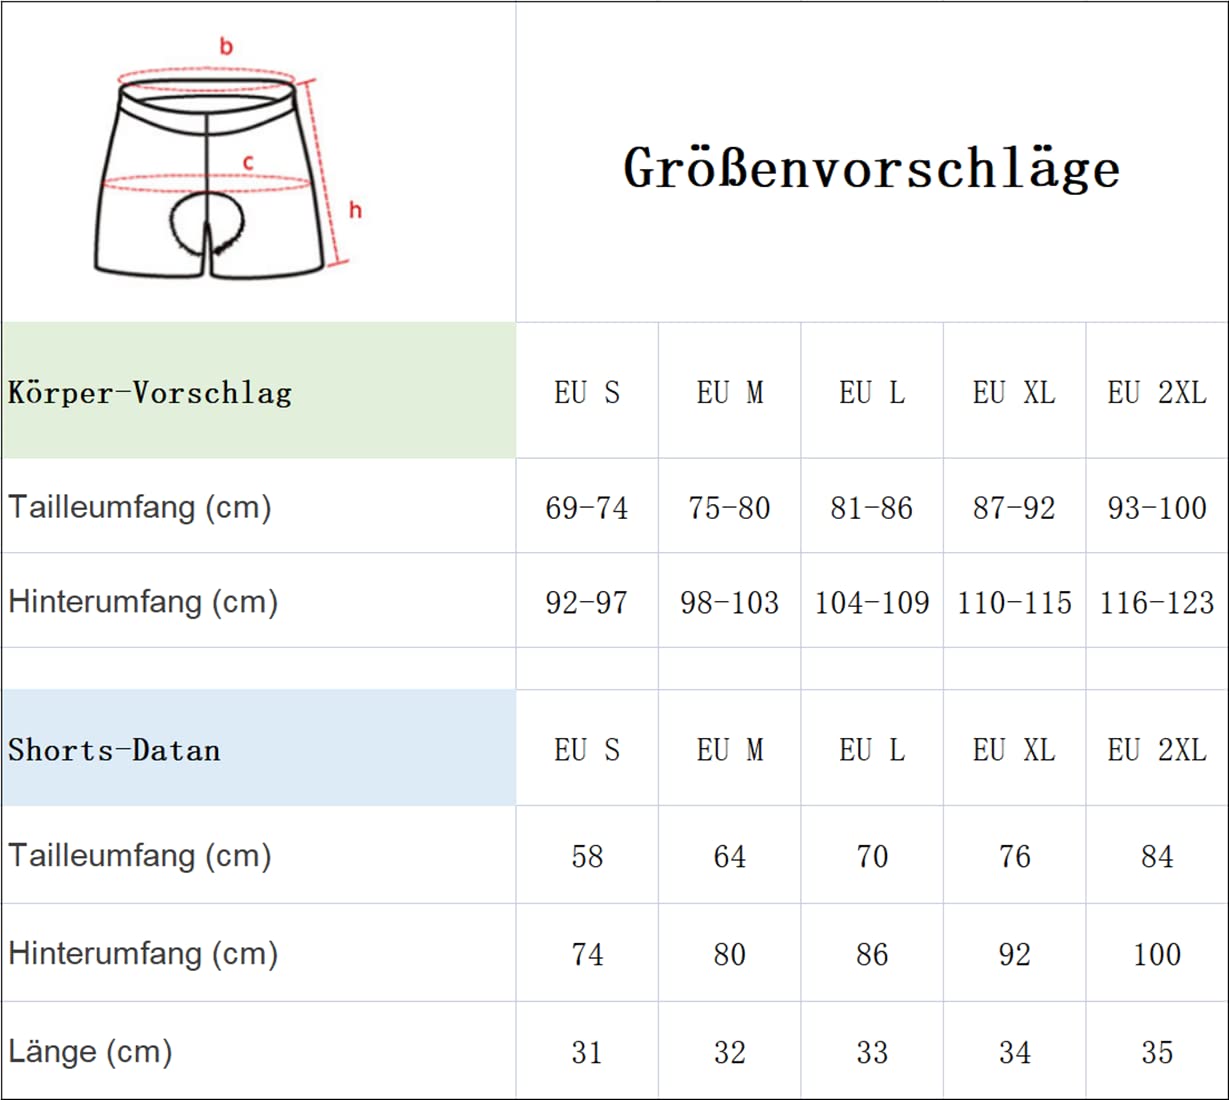 b
c
h
Größenvorschläge
Körper-Vorschlag EU S EU M EU L EU XL EU 2XL
Tailleumfang (cm) 69-74 75-80 81-86 87-92 93-100
Hinterumfang (cm) 92-97 98-103 104-109 110-115 116-123
Shorts-Datan EU S EU M EU L EU XL EU 2XL
Tailleumfang (cm) 58 64 70 76 84
Hinterumfang (cm) 74 80 86 92 100
Länge (cm) 31 32 33 34 35